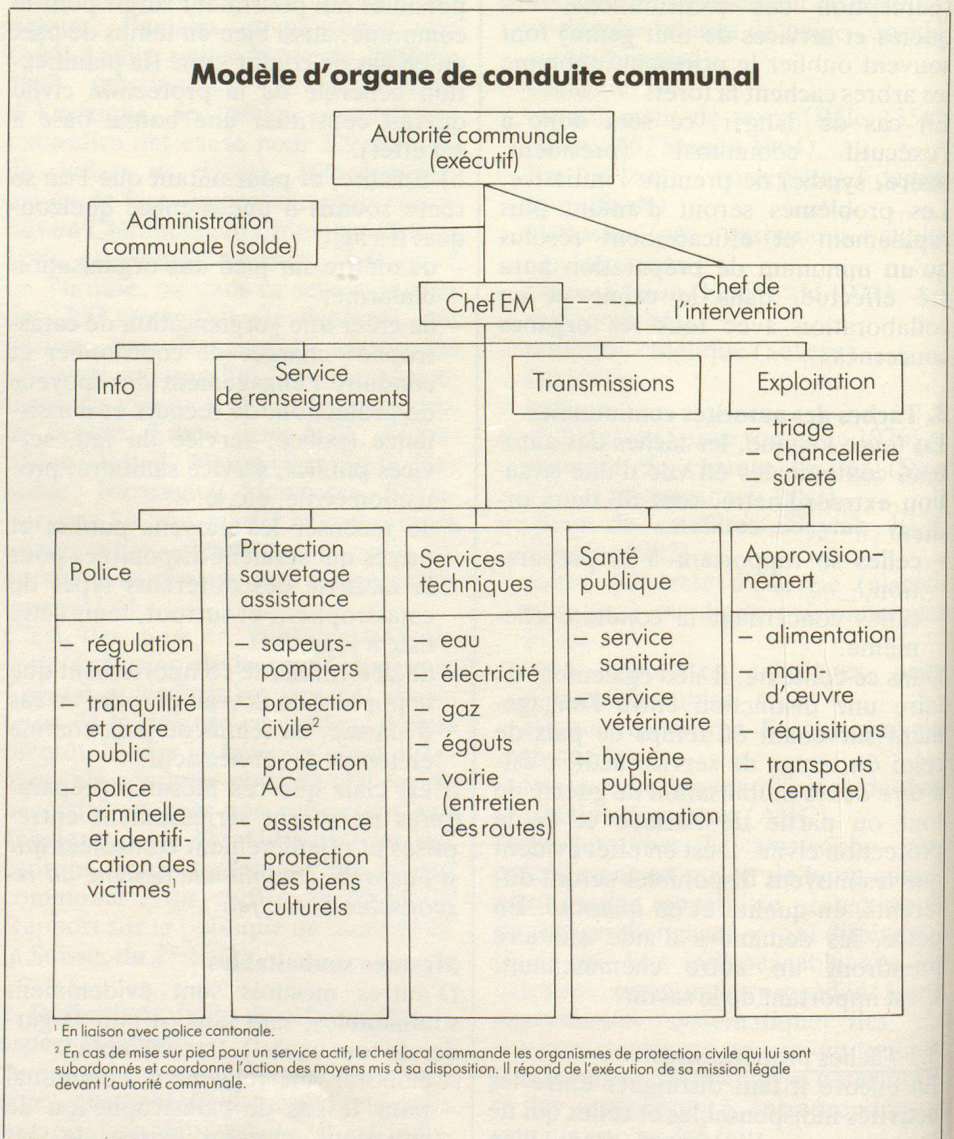 Modèle d'organe de conduite communal
Autorité communale
(exécutif)
Administration
communale (solde)
Chef EM
Chef de
l'intervention
Info
Service
de renseignements
Transmissions
Exploitation
— triage
— chancellerie
— sûreté
Police
— régulation
trafic
— tranquillité
et ordre
public
— police
criminelle
et identifi-
cation des
victimes¹
Protection
sauvetage
assistance
— sapeurs-
pompiers
— protection
civile²
— protection
AC
— assistance
— protection
des biens
culturels
Services
techniques
— eau
— électricité
— gaz
— égouts
— voirie
(entretien
des routes)
Santé
publique
— service
sanitaire
— service
vétérinaire
— hygiène
publique
— inhumation
Approvision-
nement
— alimentation
— main-
d'œuvre
— réquisitions
— transports
(centrale)
¹ En liaison avec police cantonale.
² En cas de mise sur pied pour un service actif, le chef local commande les organismes de protection civile qui lui sont
subordonnés et coordonne l'action des moyens mis à sa disposition. Il répond de l'exécution de sa mission légale
devant l'autorité communale.